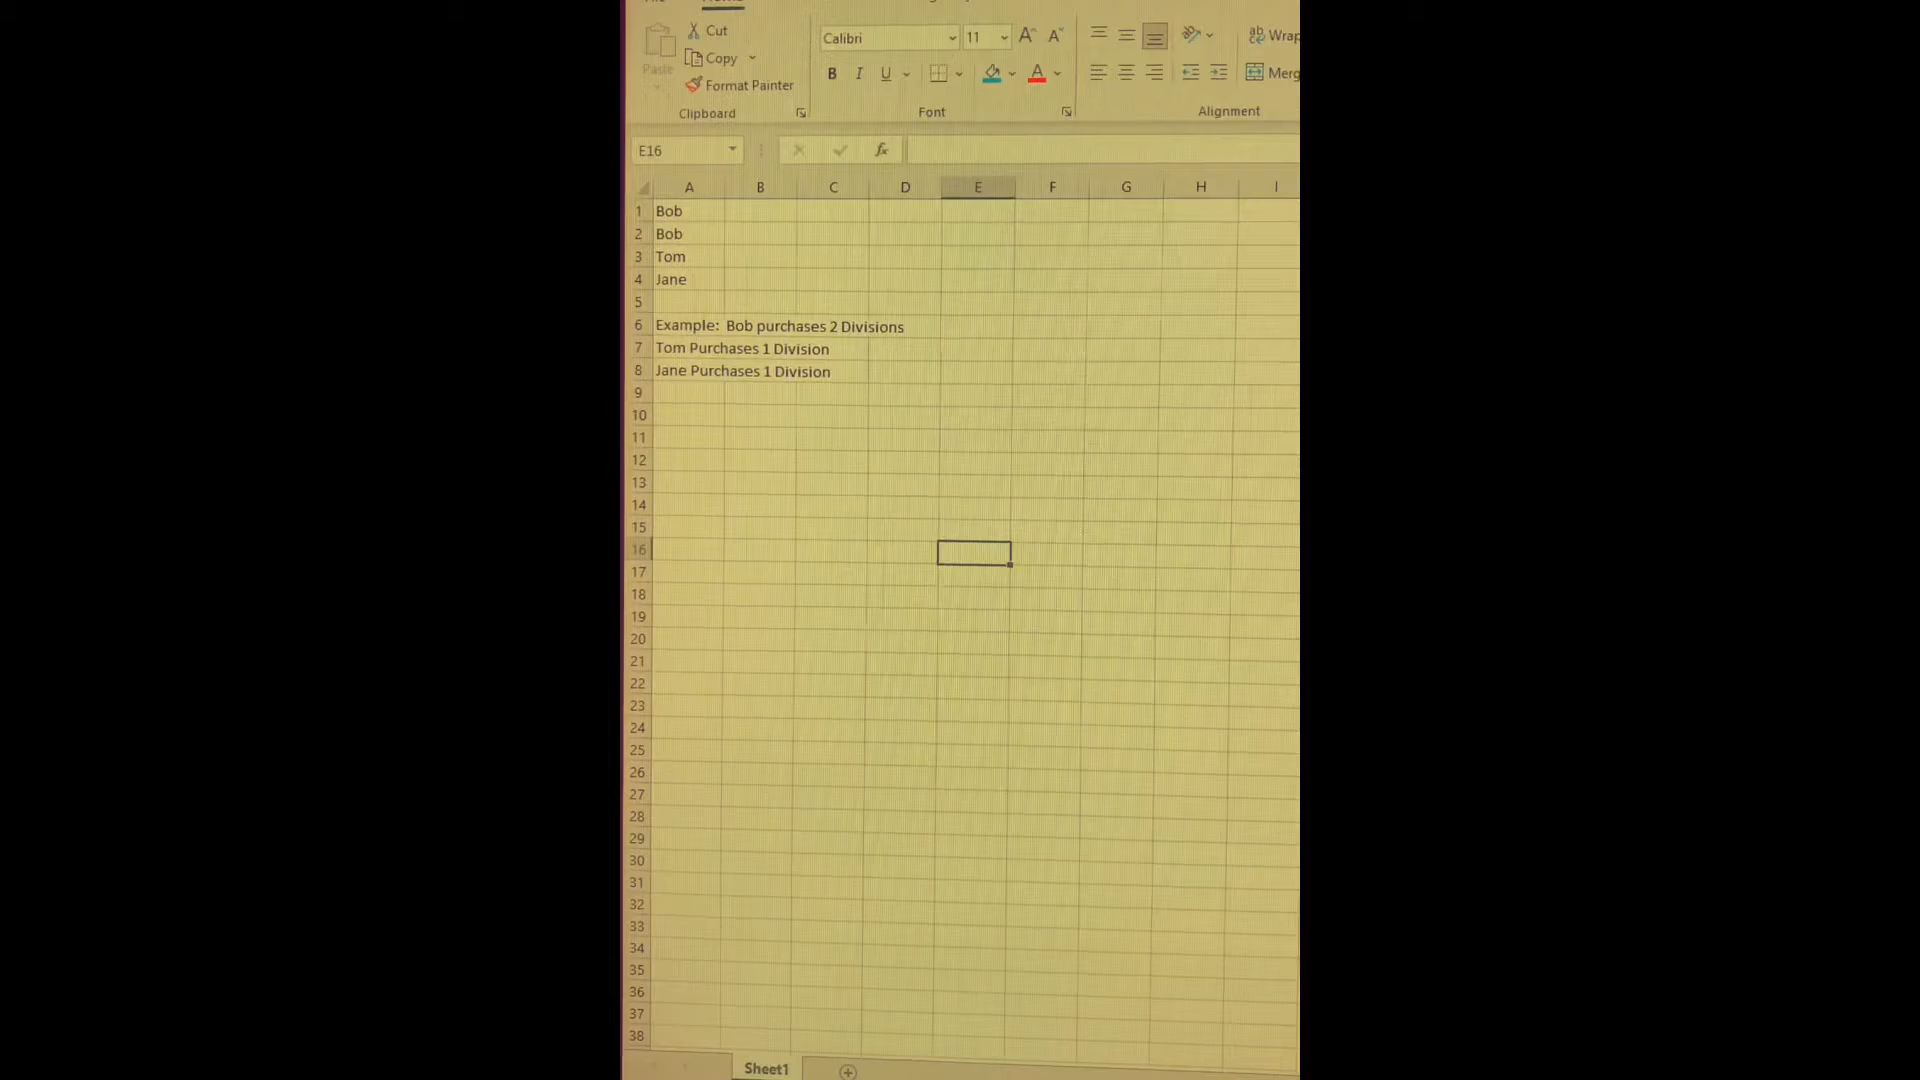 Cut
Copy
Paste
Format Painter
Clipboard
Calibri
11
B I U
Font
Alignment
E16
fx
A B C D E F G H I
1 Bob
2 Bob
3 Tom
4 Jane
5
6 Example: Bob purchases 2 Divisions
7 Tom Purchases 1 Division
8 Jane Purchases 1 Division
9
10
11
12
13
14
15
16
17
18
19
20
21
22
23
24
25
26
27
28
29
30
31
32
33
34
35
36
37
38
Sheet1